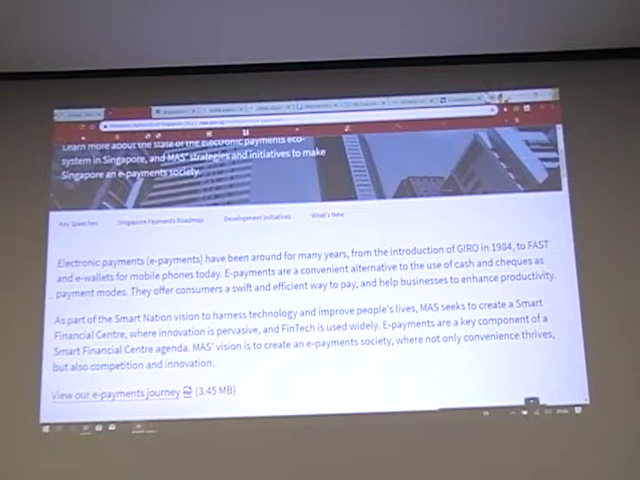 Learn more about the state of the electronic payments eco-
system in Singapore, and MAS' strategies and initiatives to make
Singapore an e-payments society.
Key Speeches Singapore Payments Roadmap Development Initiatives What's New
Electronic payments (e-payments) have been around for many years, from the introduction of GIRO in 1984, to FAST
and e-wallets for mobile phones today. E-payments are a convenient alternative to the use of cash and cheques as
payment modes. They offer consumers a swift and efficient way to pay, and help businesses to enhance productivity.
As part of the Smart Nation vision to harness technology and improve people's lives, MAS seeks to create a Smart
Financial Centre, where innovation is pervasive, and FinTech is used widely. E-payments are a key component of a
Smart Financial Centre agenda. MAS' vision is to create an e-payments society, where not only convenience thrives,
but also competition and innovation.
View our e-payments journey (3.45 MB)